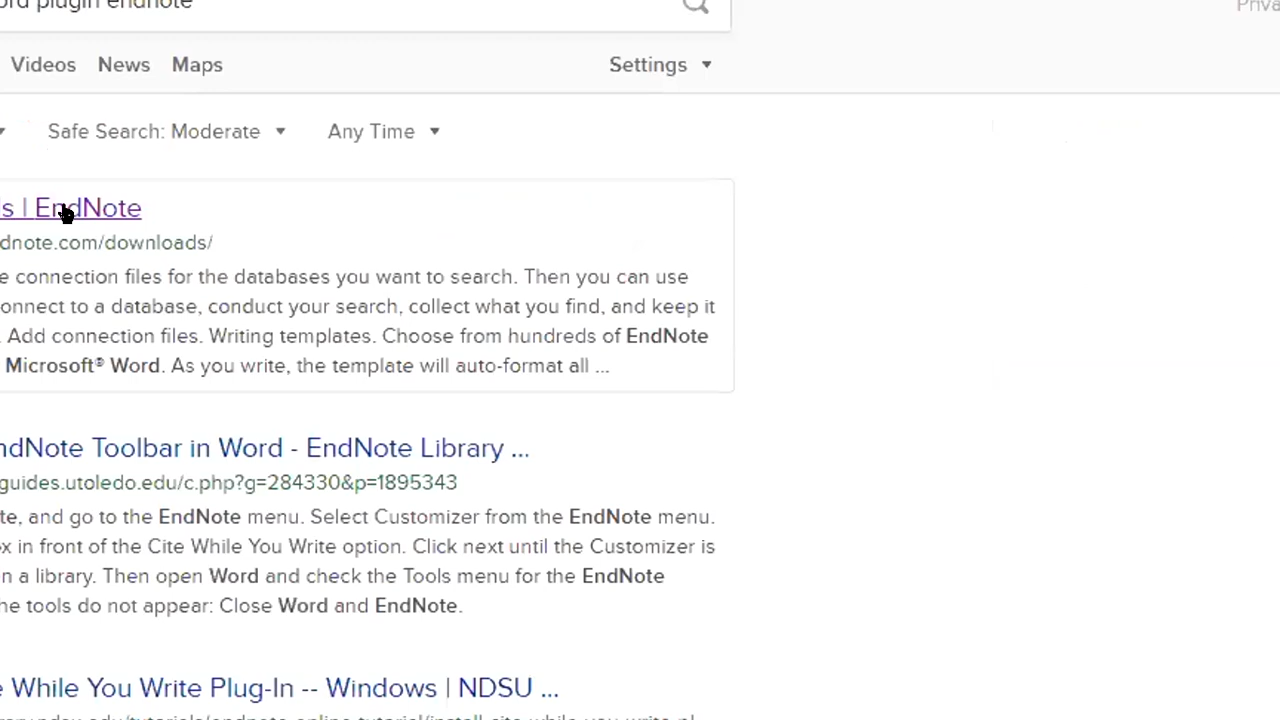 plugin endnote
Priva
Videos News Maps Settings
Safe Search: Moderate Any Time
s | EndNote
dnote.com/downloads/
e connection files for the databases you want to search. Then you can use
onnect to a database, conduct your search, collect what you find, and keep it
. Add connection files. Writing templates. Choose from hundreds of EndNote
Microsoft® Word. As you write, the template will auto-format all ...
ndNote Toolbar in Word - EndNote Library ...
guides.utoledo.edu/c.php?g=284330&p=1895343
te, and go to the EndNote menu. Select Customizer from the EndNote menu.
x in front of the Cite While You Write option. Click next until the Customizer is
n a library. Then open Word and check the Tools menu for the EndNote
he tools do not appear: Close Word and EndNote.
e While You Write Plug-In -- Windows | NDSU ...